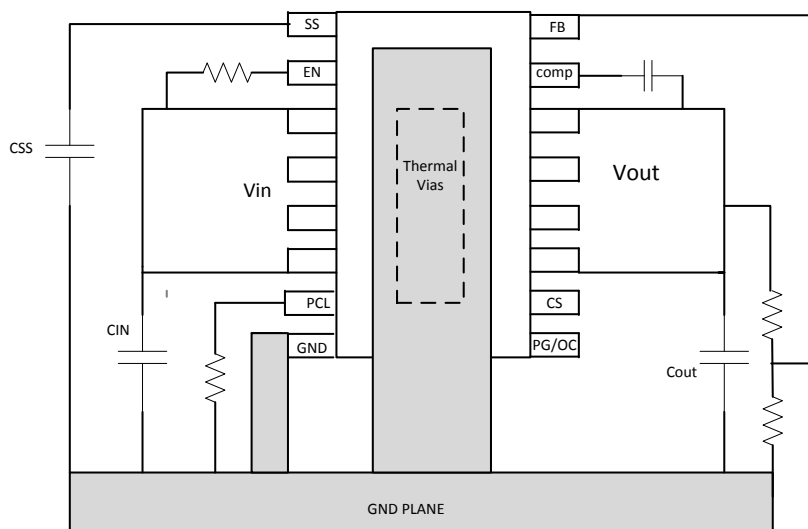 SS
FB
EN
comp
CSS
Thermal
Vias
Vin
Vout
PCL
CS
CIN
GND
PG/OC
Cout
GND PLANE